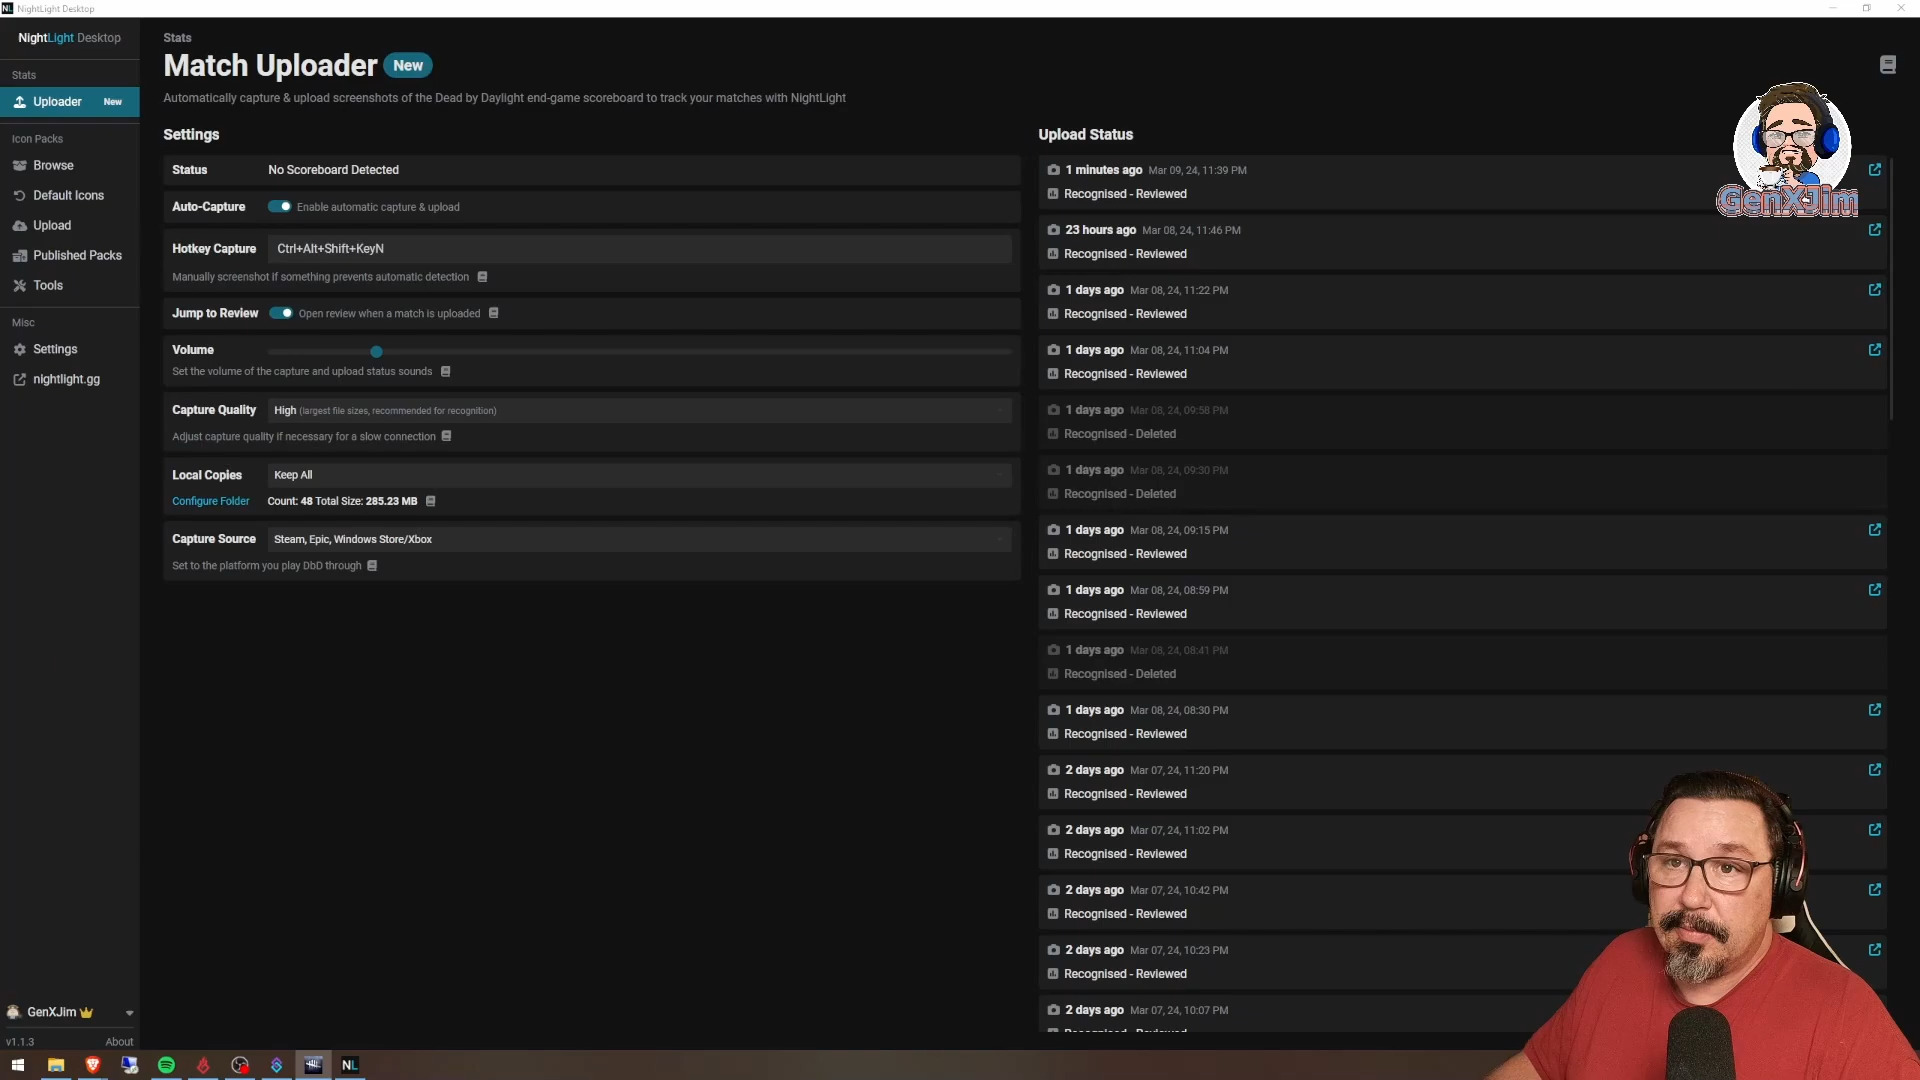 NL NightLight Desktop
NightLight Desktop
Stats
Uploader New
Icon Packs
Browse
Default Icons
Upload
Published Packs
Tools
Misc
Settings
nightlight.gg
GenXJim
v1.1.3 About
Stats
Match Uploader New
Automatically capture & upload screenshots of the Dead by Daylight end-game scoreboard to track your matches with NightLight
Settings
Status No Scoreboard Detected
Auto-Capture Enable automatic capture & upload
Hotkey Capture Ctrl+Alt+Shift+KeyN
Manually screenshot if something prevents automatic detection
Jump to Review Open review when a match is uploaded
Volume
Set the volume of the capture and upload status sounds
Capture Quality High (largest file sizes, recommended for recognition)
Adjust capture quality if necessary for a slow connection
Local Copies Keep All
Configure Folder Count: 48 Total Size: 285.23 MB
Capture Source Steam, Epic, Windows Store/Xbox
Set to the platform you play DbD through
Upload Status
1 minutes ago Mar 09, 24, 11:39 PM
Recognised - Reviewed
23 hours ago Mar 08, 24, 11:46 PM
Recognised - Reviewed
1 days ago Mar 08, 24, 11:22 PM
Recognised - Reviewed
1 days ago Mar 08, 24, 11:04 PM
Recognised - Reviewed
1 days ago Mar 08, 24, 09:58 PM
Recognised - Deleted
1 days ago Mar 08, 24, 09:30 PM
Recognised - Deleted
1 days ago Mar 08, 24, 09:15 PM
Recognised - Reviewed
1 days ago Mar 08, 24, 08:59 PM
Recognised - Reviewed
1 days ago Mar 08, 24, 08:41 PM
Recognised - Deleted
1 days ago Mar 08, 24, 08:30 PM
Recognised - Reviewed
2 days ago Mar 07, 24, 11:20 PM
Recognised - Reviewed
2 days ago Mar 07, 24, 11:02 PM
Recognised - Reviewed
2 days ago Mar 07, 24, 10:42 PM
Recognised - Reviewed
2 days ago Mar 07, 24, 10:23 PM
Recognised - Reviewed
2 days ago Mar 07, 24, 10:07 PM
GenXJim
NL